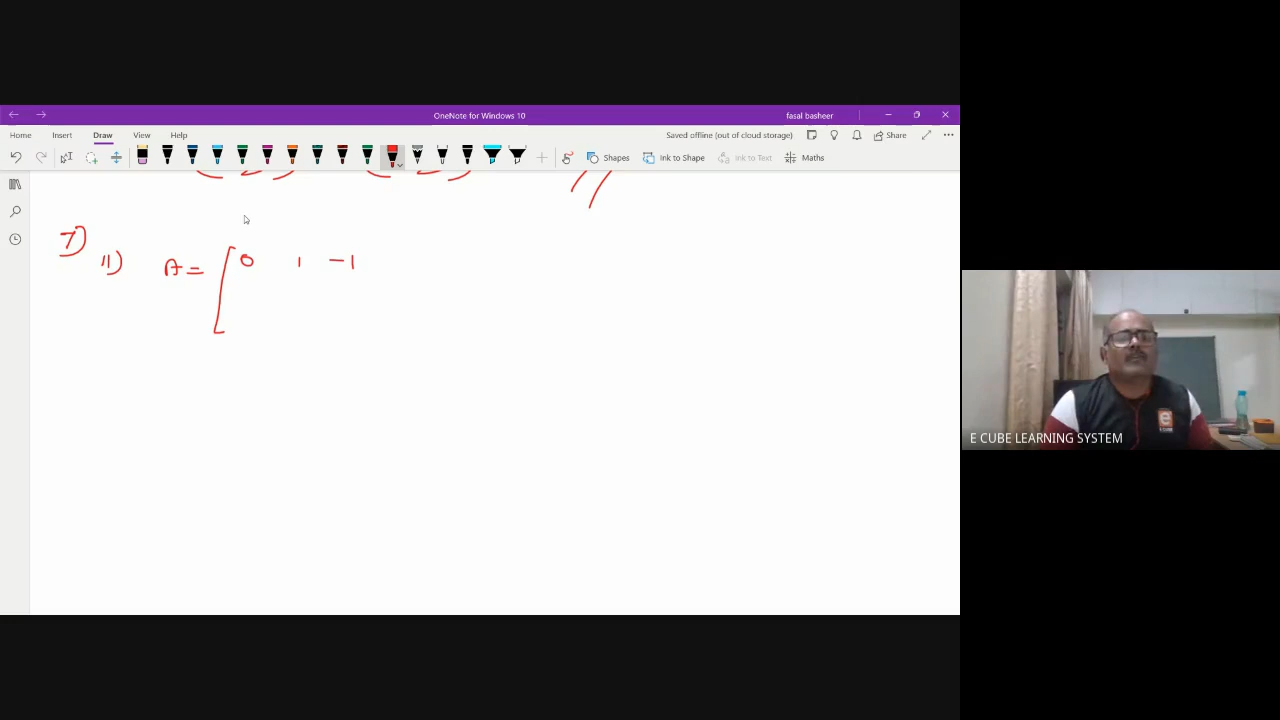 OneNote for Windows 10
fasal basheer
Home Insert Draw View Help
Saved offline (out of cloud storage)
Share
Shapes
Ink to Shape
Ink to Text
Maths
7)
11) A = [ 0 1 -1
E CUBE LEARNING SYSTEM